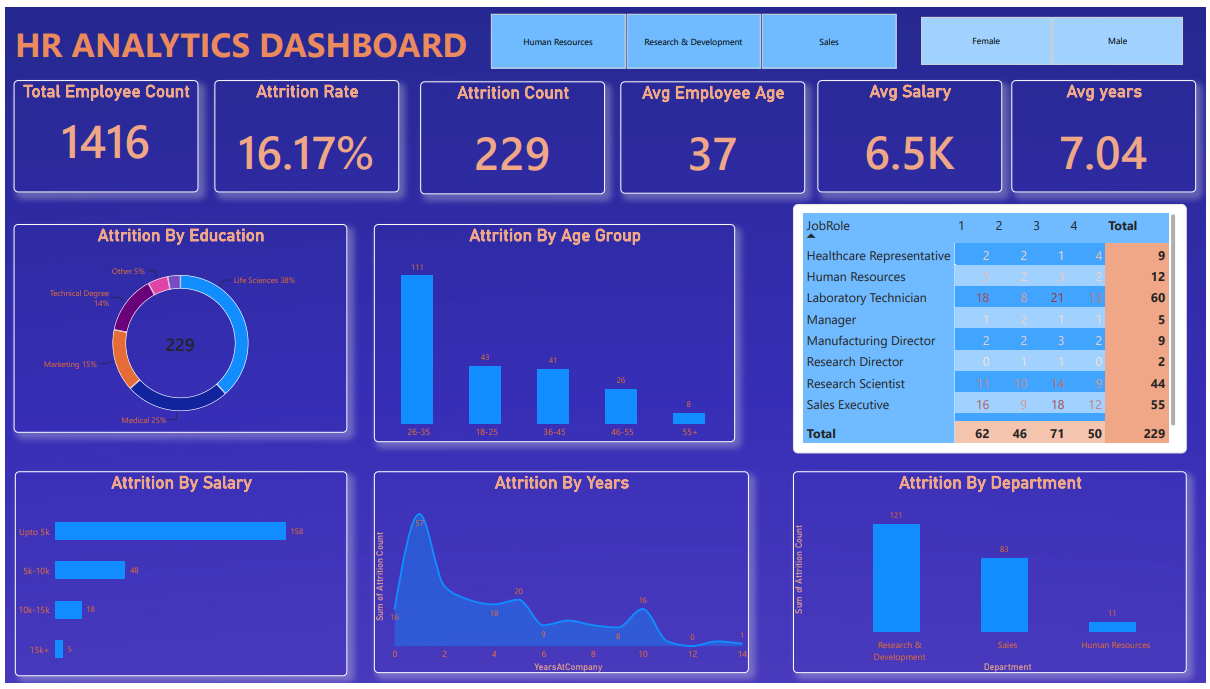 HR ANALYTICS DASHBOARD
Human Resources
Research & Development
Sales
Female
Male
Total Employee Count
1416
Attrition Rate
16.17%
Attrition Count
229
Avg Employee Age
37
Avg Salary
6.5K
Avg years
7.04
Attrition By Education
Other 5%
Life Sciences 38%
Technical Degree
14%
229
Marketing 15%
Medical 25%
Attrition By Age Group
111
43
41
26
8
26-35 18-25 36-45 46-55 55+
JobRole 1 2 3 4 Total
Healthcare Representative 2 2 1 4 9
Human Resources 2 3 2 12
Laboratory Technician 18 8 21 13 60
Manager 1 2 1 1 5
Manufacturing Director 2 2 3 2 9
Research Director 0 1 1 0 2
Research Scientist 11 10 14 9 44
Sales Executive 16 9 18 12 55
Total 62 46 71 50 229
Attrition By Salary
Upto 5k 158
5k-10k 48
10k-15k 18
15k+ 5
Attrition By Years
Sum of Attrition Count
57
16
18
20
9
8
16
0
1
0 2 4 6 8 10 12 14
YearsAtCompany
Attrition By Department
Sum of Attrition Count
121
83
11
Research &
Development
Sales
Human Resources
Department